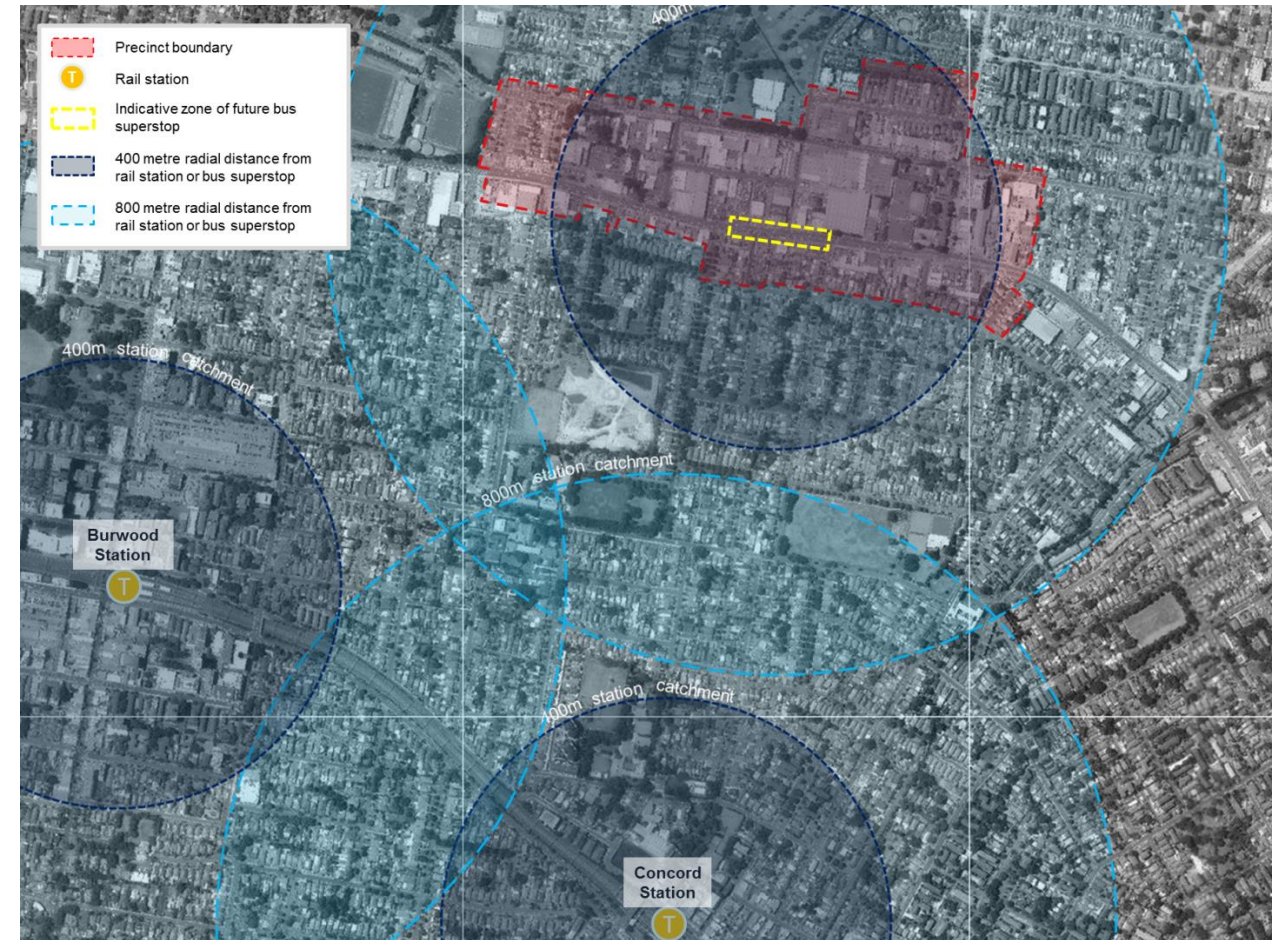 Precinct boundary
T
Rail station
Indicative zone of future bus
superstop
400 metre radial distance from
rail station or bus superstop
800 metre radial distance from
rail station or bus superstop
400m
400m station catchment
800m station catchment
Burwood
Station
T
400m station catchment
Concord
Station
T